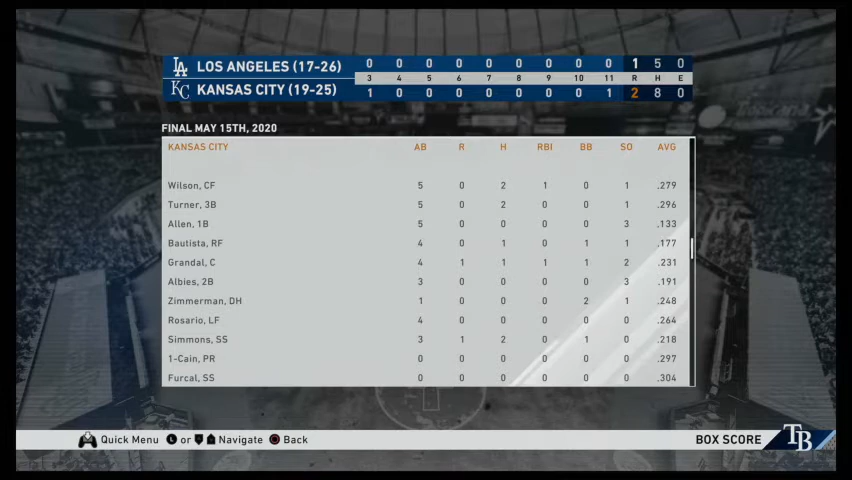 LA LOS ANGELES (17-26) 0 0 0 0 0 0 0 0 0 1 5 0
3 4 5 6 7 8 9 10 11 R H E
KC KANSAS CITY (19-25) 1 0 0 0 0 0 0 0 1 2 8 0
FINAL MAY 15TH, 2020
KANSAS CITY AB R H RBI BB SO AVG
Wilson, CF 5 0 2 1 0 1 .279
Turner, 3B 5 0 2 0 0 1 .296
Allen, 1B 5 0 0 0 0 3 .133
Bautista, RF 4 0 1 0 1 1 .177
Grandal, C 4 1 1 1 1 2 .231
Albies, 2B 3 0 0 0 0 3 .191
Zimmerman, DH 1 0 0 0 2 1 .248
Rosario, LF 4 0 0 0 0 0 .264
Simmons, SS 3 1 2 0 1 0 .218
1-Cain, PR 0 0 0 0 0 0 .297
Furcal, SS 0 0 0 0 0 0 .304
Quick Menu L or Navigate Back BOX SCORE TB